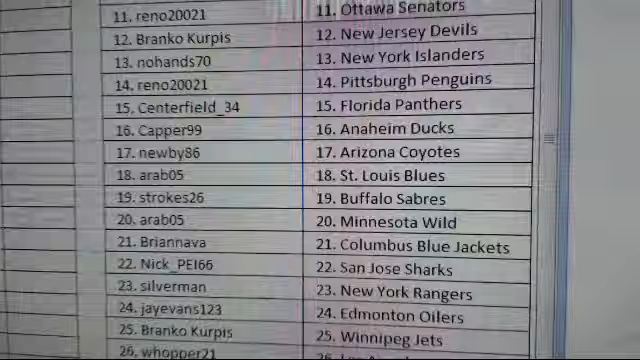 11. reno20021 11. Ottawa Senators
12. Branko Kurpis 12. New Jersey Devils
13. nohands70 13. New York Islanders
14. reno20021 14. Pittsburgh Penguins
15. Centerfield_34 15. Florida Panthers
16. Capper99 16. Anaheim Ducks
17. newby86 17. Arizona Coyotes
18. arab05 18. St. Louis Blues
19. strokes26 19. Buffalo Sabres
20. arab05 20. Minnesota Wild
21. Briannava 21. Columbus Blue Jackets
22. Nick_PEI66 22. San Jose Sharks
23. silverman 23. New York Rangers
24. jayevans123 24. Edmonton Oilers
25. Branko Kurpis 25. Winnipeg Jets
26. whopper21 26.